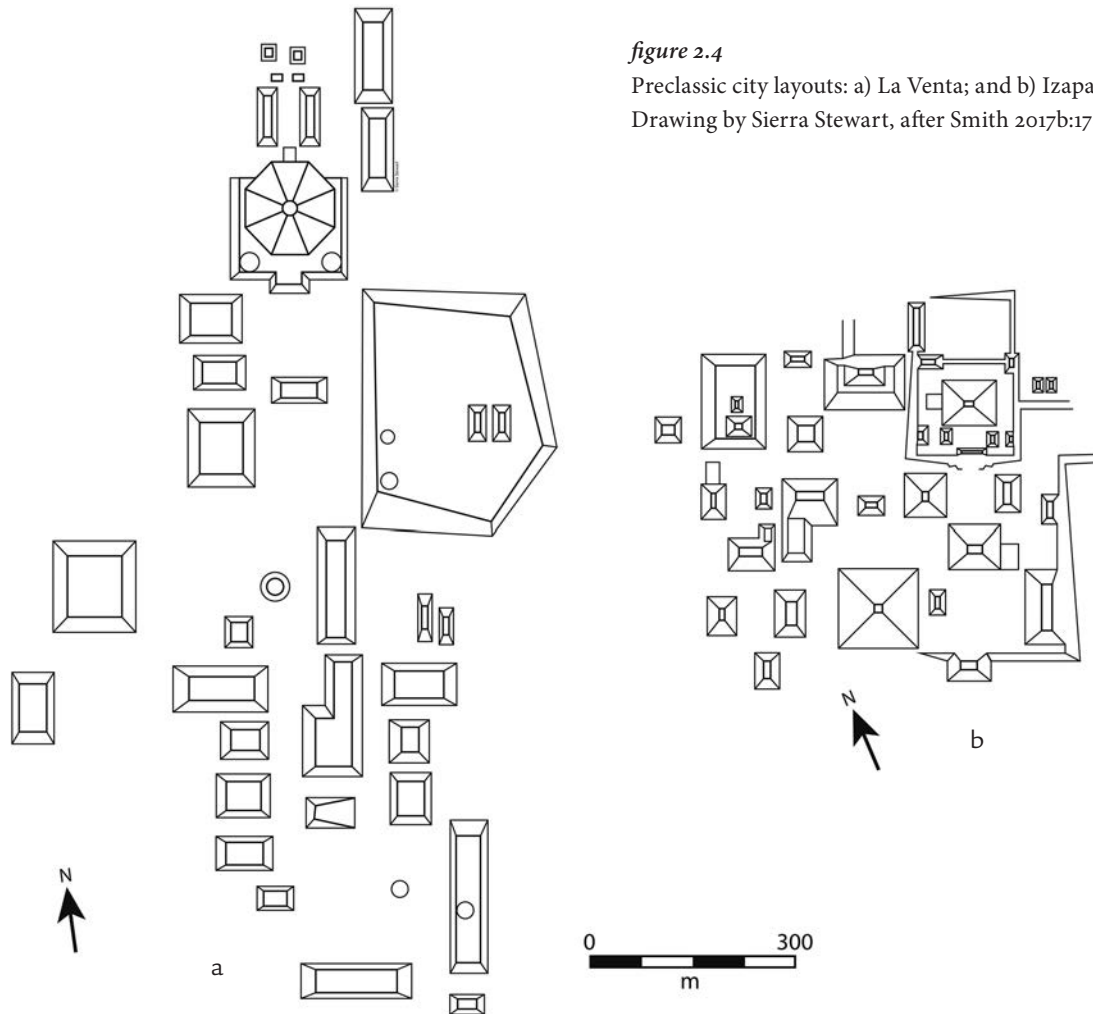 figure 2.4
Preclassic city layouts: a) La Venta; and b) Izapa
Drawing by Sierra Stewart, after Smith 2017b:17
N
b
N
a
0 300
m